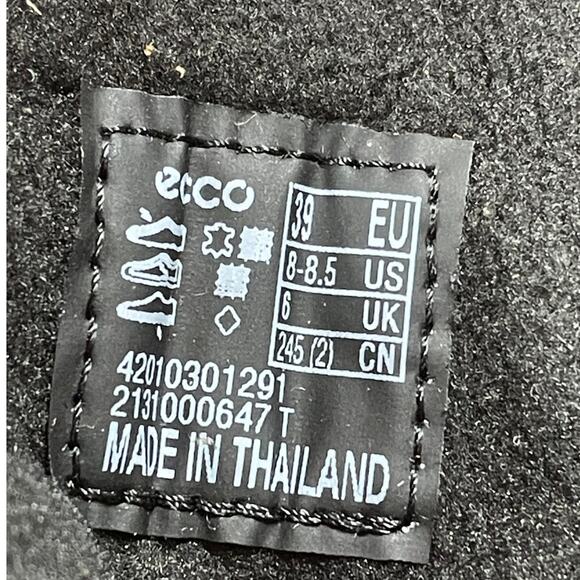 ecco
39 EU
8-8.5 US
6 UK
245 (2) CN
42010301291
2131000647 T
MADE IN THAILAND